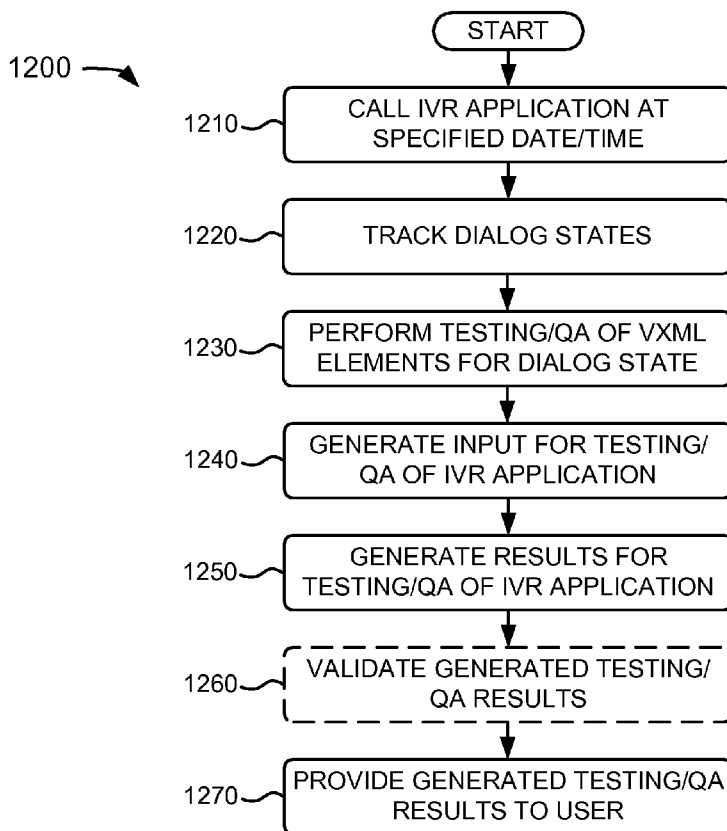 START
1200
1210
CALL IVR APPLICATION AT
SPECIFIED DATE/TIME
1220
TRACK DIALOG STATES
1230
PERFORM TESTING/QA OF VXML
ELEMENTS FOR DIALOG STATE
1240
GENERATE INPUT FOR TESTING/
QA OF IVR APPLICATION
1250
GENERATE RESULTS FOR
TESTING/QA OF IVR APPLICATION
1260
VALIDATE GENERATED TESTING/
QA RESULTS
1270
PROVIDE GENERATED TESTING/QA
RESULTS TO USER